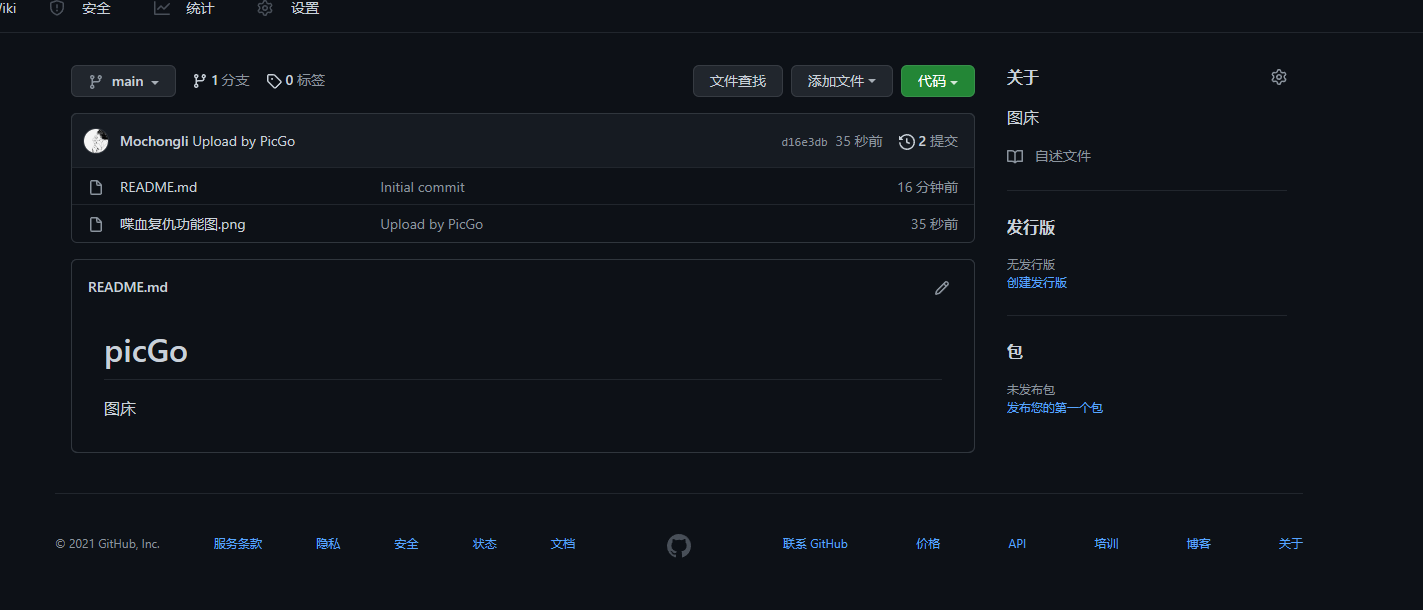 安全 统计 设置
main 1 分支 0 标签 文件查找 添加文件 代码
Mochongli Upload by PicGo d16e3db 35 秒前 2 提交
README.md Initial commit 16 分钟前
喋血复仇功能图.png Upload by PicGo 35 秒前
README.md
picGo
图床
关于
图床
自述文件
发行版
无发行版
创建发行版
包
未发布包
发布您的第一个包
© 2021 GitHub, Inc. 服务条款 隐私 安全 状态 文档 联系 GitHub 价格 API 培训 博客 关于